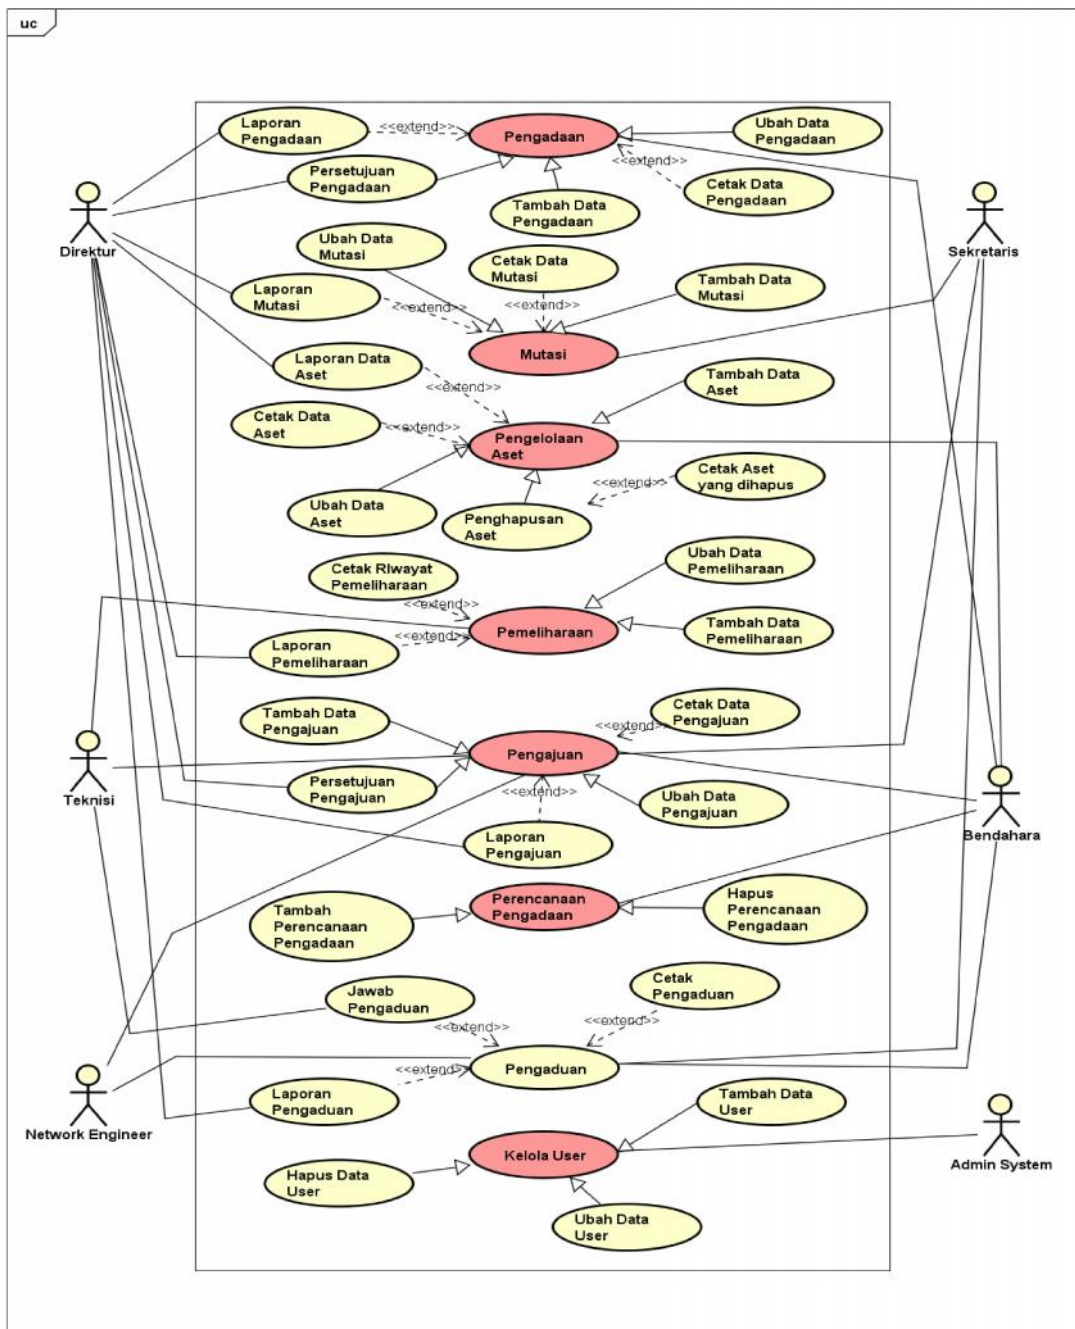 uc
Laporan
Pengadaan
<<extend>>
Pengadaan
Ubah Data
Pengadaan
<<extend>>
Persetujuan
Pengadaan
Cetak Data
Pengadaan
Tambah Data
Pengadaan
Direktur
Sekretaris
Ubah Data
Mutasi
Cetak Data
Mutasi
Tambah Data
Mutasi
Laporan
Mutasi
<<extend>>
<<extend>>
Mutasi
Laporan Data
Aset
<<extend>>
Tambah Data
Aset
Cetak Data
Aset
<<extend>>
Pengelolaan
Aset
Cetak Aset
yang dihapus
<<extend>>
Ubah Data
Aset
Penghapusan
Aset
Cetak RIwayat
Pemeliharaan
<<extend>>
Ubah Data
Pemeliharaan
Pemeliharaan
Tambah Data
Pemeliharaan
<<extend>>
Laporan
Pemeliharaan
Tambah Data
Pengajuan
Cetak Data
Pengajuan
<<extend>>
Pengajuan
Teknisi
Persetujuan
Pengajuan
<<extend>>
Ubah Data
Pengajuan
Bendahara
Laporan
Pengajuan
Perencanaan
Pengadaan
Tambah
Perencanaan
Pengadaan
Hapus
Perencanaan
Pengadaan
Jawab
Pengaduan
Cetak
Pengaduan
<<extend>>
<<extend>>
Pengaduan
<<extend>>
Laporan
Pengaduan
Tambah Data
User
Network Engineer
Admin System
Kelola User
Hapus Data
User
Ubah Data
User